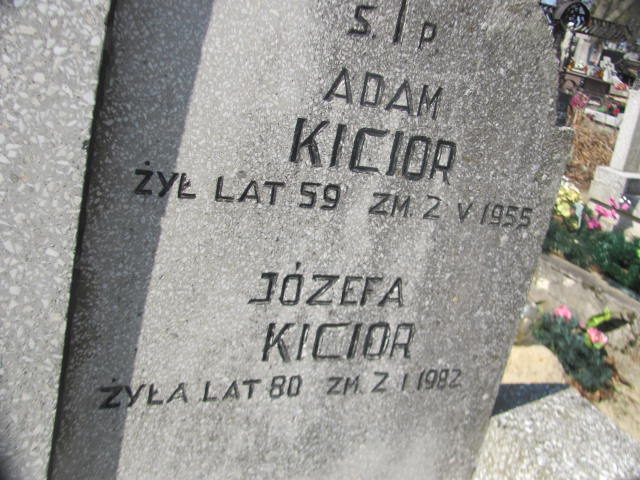 Ś. P.
ADAM
KICIOR
ŻYŁ LAT 59 ZM. 2 V 1955
JÓZEFA
KICIOR
ŻYŁA LAT 80 ZM. 2 I 1982